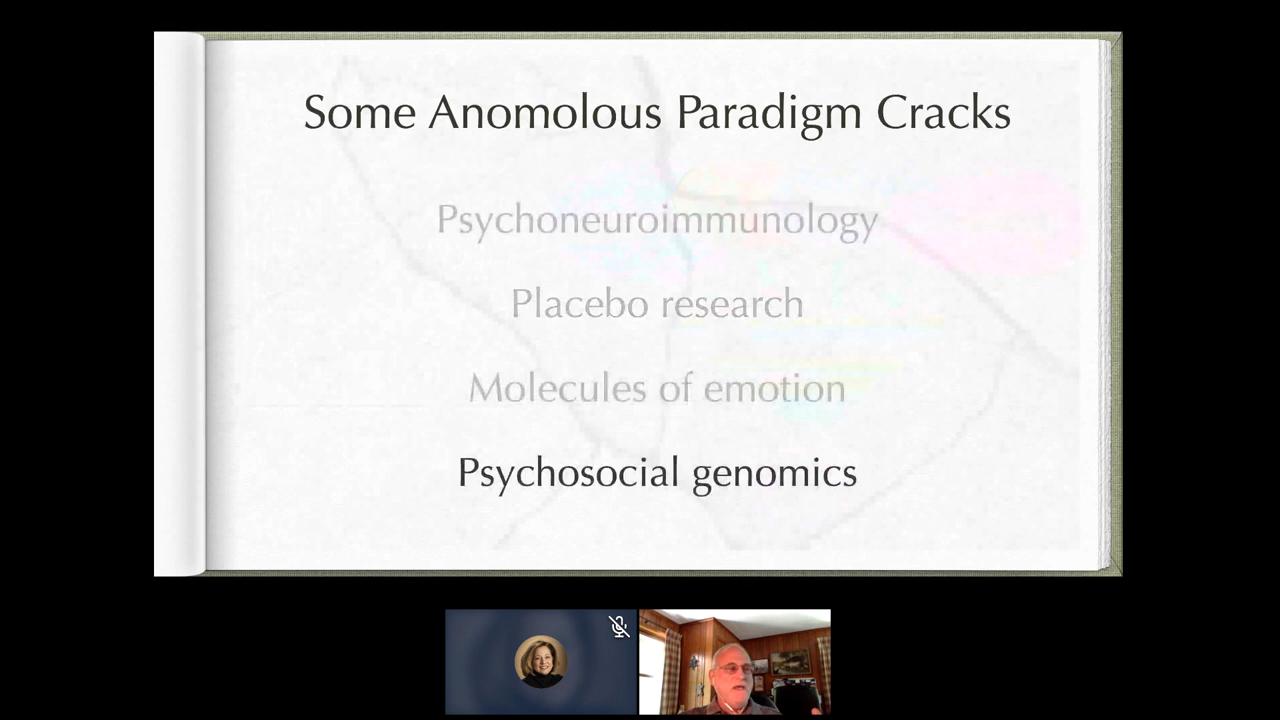 Some Anomolous Paradigm Cracks
Psychoneuroimmunology
Placebo research
Molecules of emotion
Psychosocial genomics